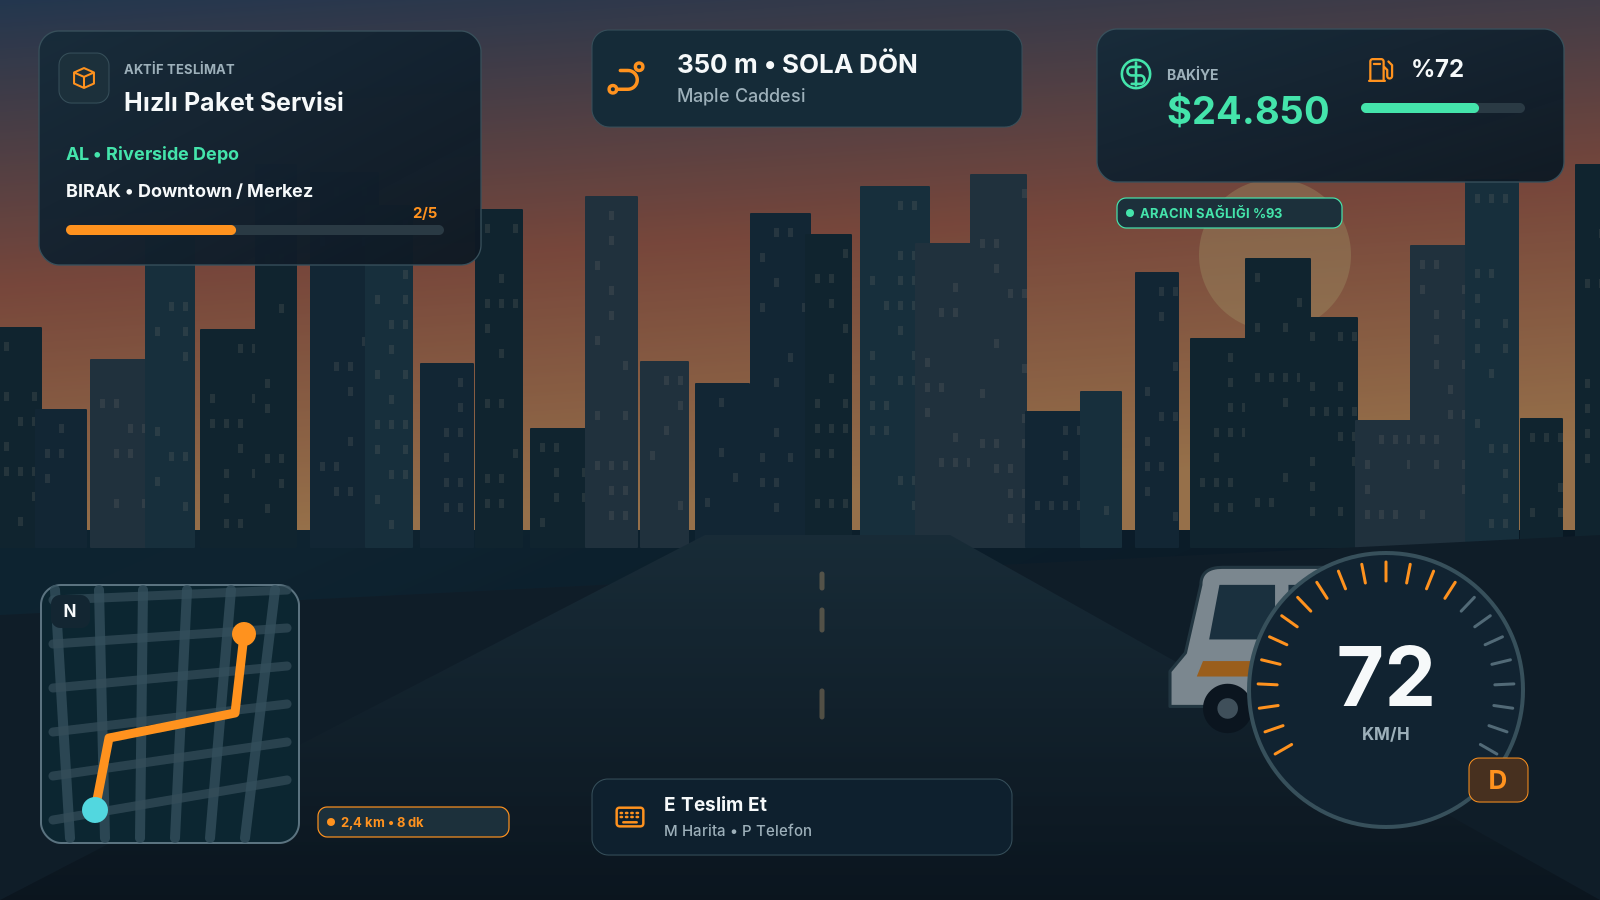 AKTİF TESLİMAT
Hızlı Paket Servisi
AL • Riverside Depo
BIRAK • Downtown / Merkez
2/5
350 m • SOLA DÖN
Maple Caddesi
BAKİYE
$24.850
%72
ARACIN SAĞLIĞI %93
N
2,4 km • 8 dk
E Teslim Et
M Harita • P Telefon
72
KM/H
D